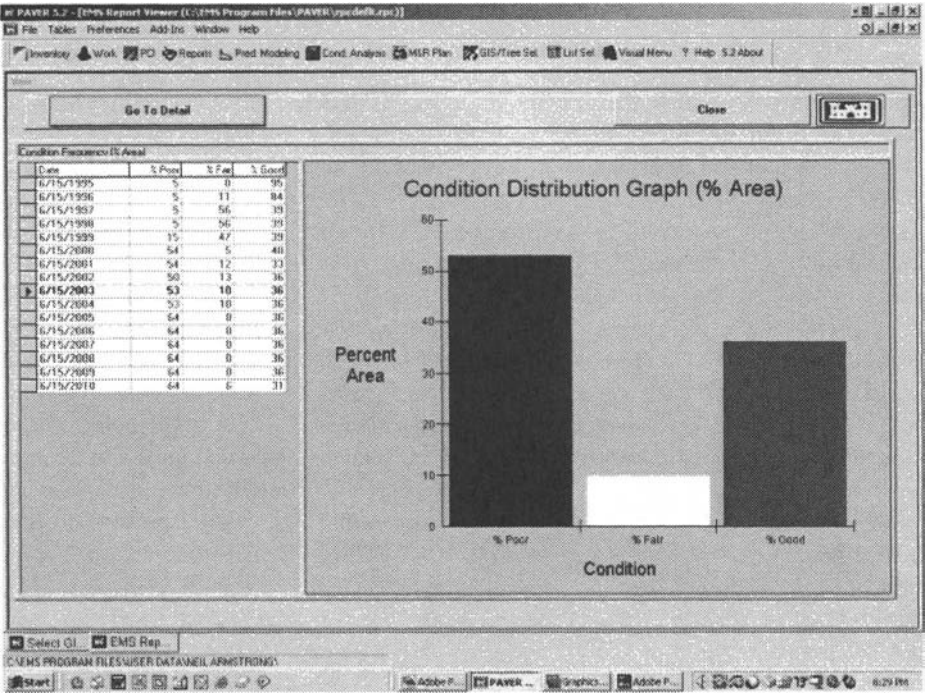 PAVER 5.2 - [EMS Report Viewer (C:\EMS Program Files\PAVER\rpcdeflt.rpc)]
File Tables Preferences Add-Ins Window Help
Inventory Work PCI Reports Pred. Modeling Cond. Analysis M&R Plan GIS/Tree Sel. List Sel Visual Menu ? Help 5.2 About
Go To Detail
Close
Condition Frequency (% Area)
Date % Poor % Fair % Good
6/15/1995 5 0 95
6/15/1996 5 11 84
6/15/1997 5 56 39
6/15/1998 5 56 39
6/15/1999 15 47 39
6/15/2000 54 5 40
6/15/2001 54 12 33
6/15/2002 50 13 36
6/15/2003 53 10 36
6/15/2004 53 10 36
6/15/2005 64 0 36
6/15/2006 64 0 36
6/15/2007 64 0 36
6/15/2008 64 0 36
6/15/2009 64 0 36
6/15/2010 64 6 31
Condition Distribution Graph (% Area)
60
50
40
30
20
10
0
Percent
Area
% Poor
% Fair
% Good
Condition
Select GI...
EMS Rep...
C:\EMS PROGRAM FILES\USER DATA\NEIL ARMSTRONG\
Start
Adobe P...
PAVER ...
Graphics...
Adobe P...
8:29 PM